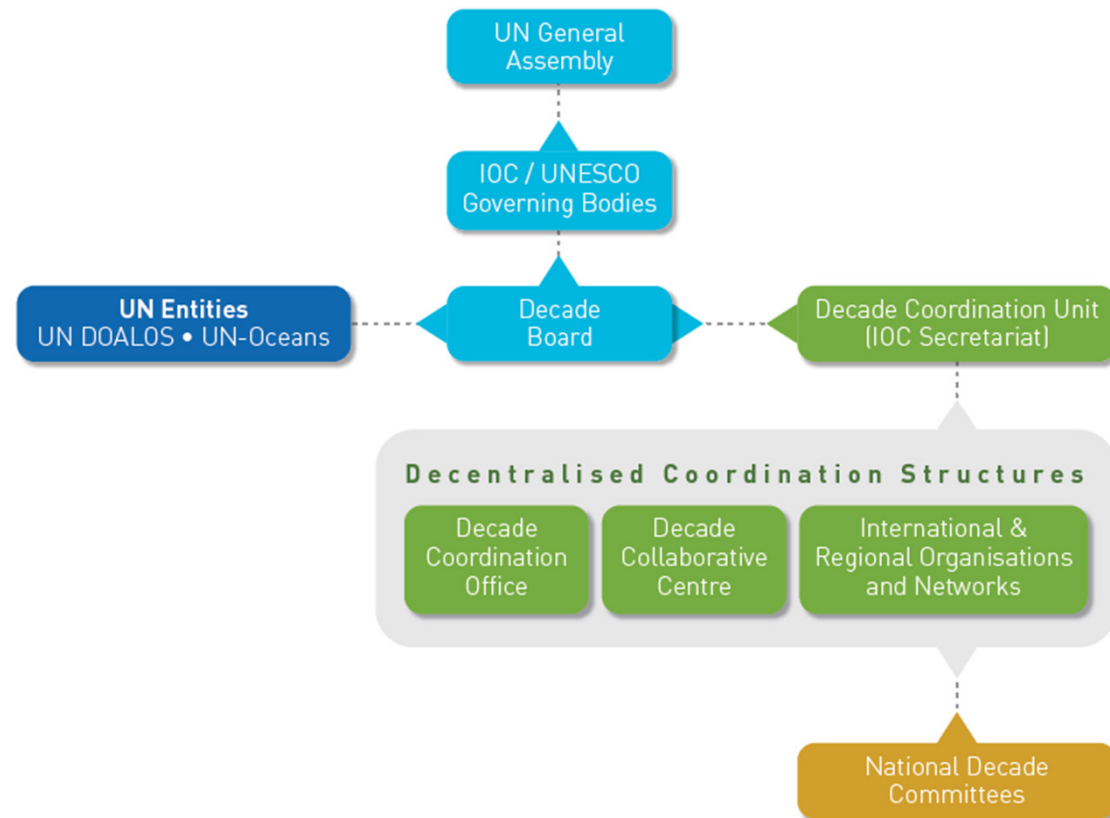 UN General
Assembly
IOC / UNESCO
Governing Bodies
UN Entities
UN DOALOS • UN-Oceans
Decade
Board
Decade Coordination Unit
(IOC Secretariat)
Decentralised Coordination Structures
Decade
Coordination
Office
Decade
Collaborative
Centre
International &
Regional Organisations
and Networks
National Decade
Committees